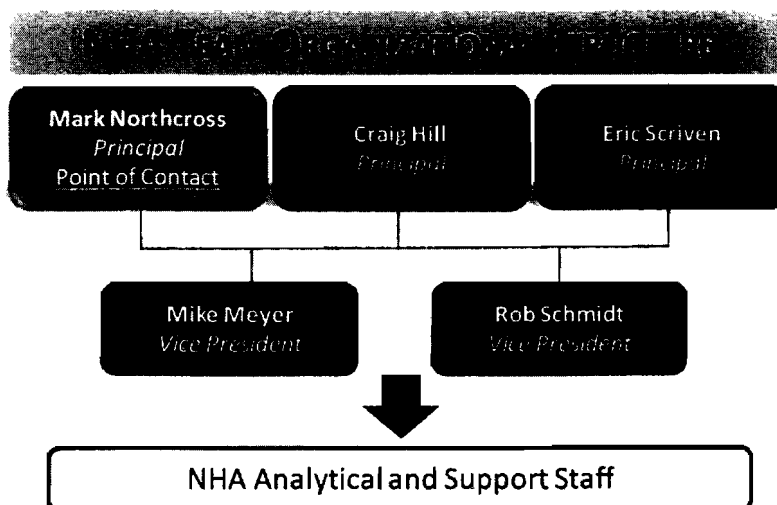 Mark Northcross
Principal
Point of Contact
Craig Hill
Principal
Eric Scriven
Principal
Mike Meyer
Vice President
Rob Schmidt
Vice President
NHA Analytical and Support Staff